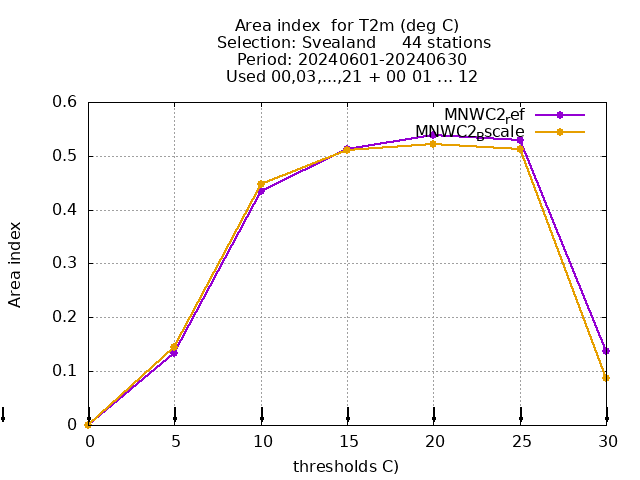 Area index  for T2m (deg C)
Selection: Svealand     44 stations
Period: 20240601-20240630
Used 00,03,...,21 + 00 01 ... 12
MNWC2ref
MNWC2Bscale
0.6
0.5
0.4
0.3
0.2
0.1
0
Area index
0 5 10 15 20 25 30
thresholds C)